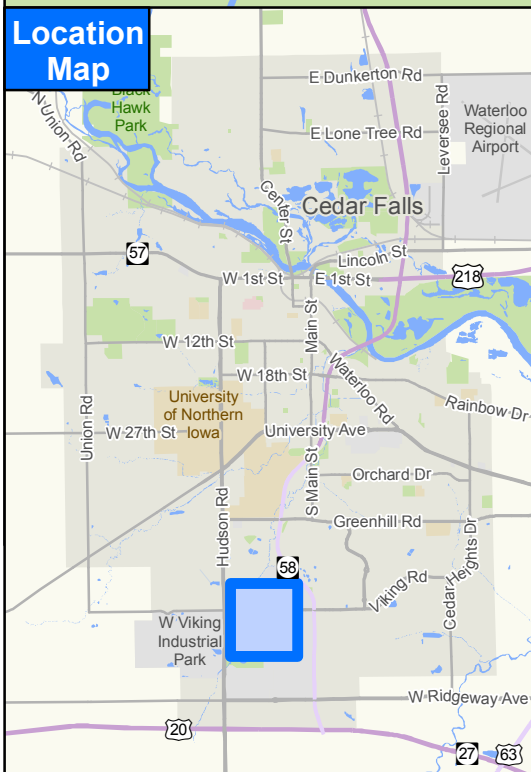 Location
Map
Black
Hawk
Park
N Union Rd
E Dunkerton Rd
E Lone Tree Rd
Leversee Rd
Waterloo
Regional
Airport
Center St
Cedar Falls
57
Lincoln St
W 1st St
E 1st St
218
Main St
W 12th St
W 18th St
Waterloo Rd
University
of Northern
Iowa
Rainbow Dr
Union Rd
W 27th St
University Ave
S Main St
Orchard Dr
Hudson Rd
Greenhill Rd
58
Viking Rd
Cedar Heights Dr
W Viking
Industrial
Park
W Ridgeway Ave
20
27
63